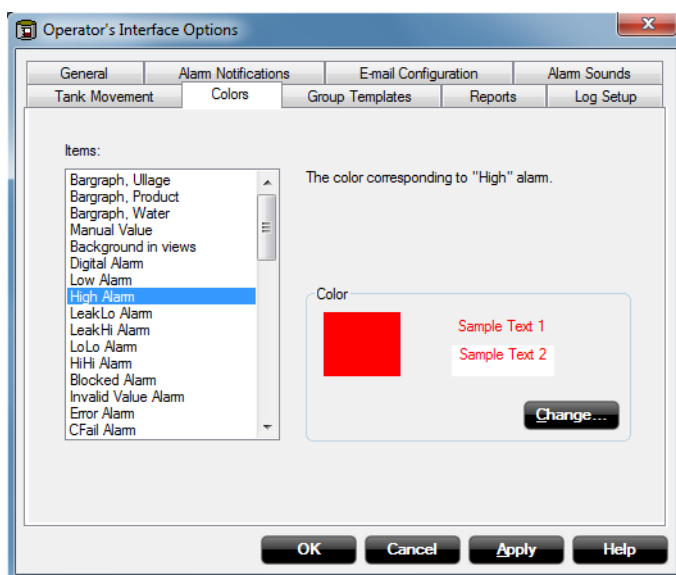 Operator's Interface Options
x
General Alarm Notifications E-mail Configuration Alarm Sounds
Tank Movement Colors Group Templates Reports Log Setup
Items:
Bargraph, Ullage
Bargraph, Product
Bargraph, Water
Manual Value
Background in views
Digital Alarm
Low Alarm
High Alarm
LeakLo Alarm
LeakHi Alarm
LoLo Alarm
HiHi Alarm
Blocked Alarm
Invalid Value Alarm
Error Alarm
CFail Alarm
The color corresponding to "High" alarm.
Color
Sample Text 1
Sample Text 2
Change...
OK Cancel Apply Help